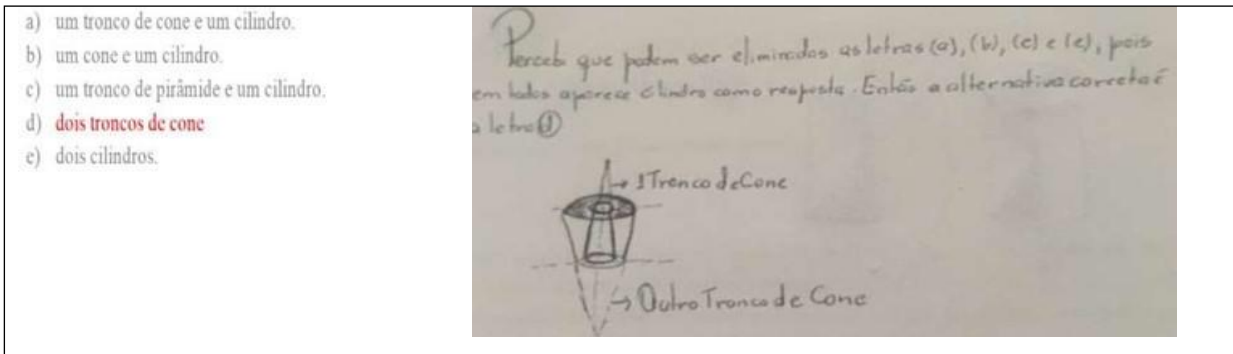 a) um tronco de cone e um cilindro.
b) um cone e um cilindro.
c) um tronco de pirâmide e um cilindro.
d) dois troncos de cone
e) dois cilindros.
Percebi que podem ser eliminadas as letras (a), (b), (c) e (e), pois
em todos aparece cilindro como resposta. Então a alternativa correta é
a letra (d)
→ 1 Tronco de Cone
→ Outro Tronco de Cone